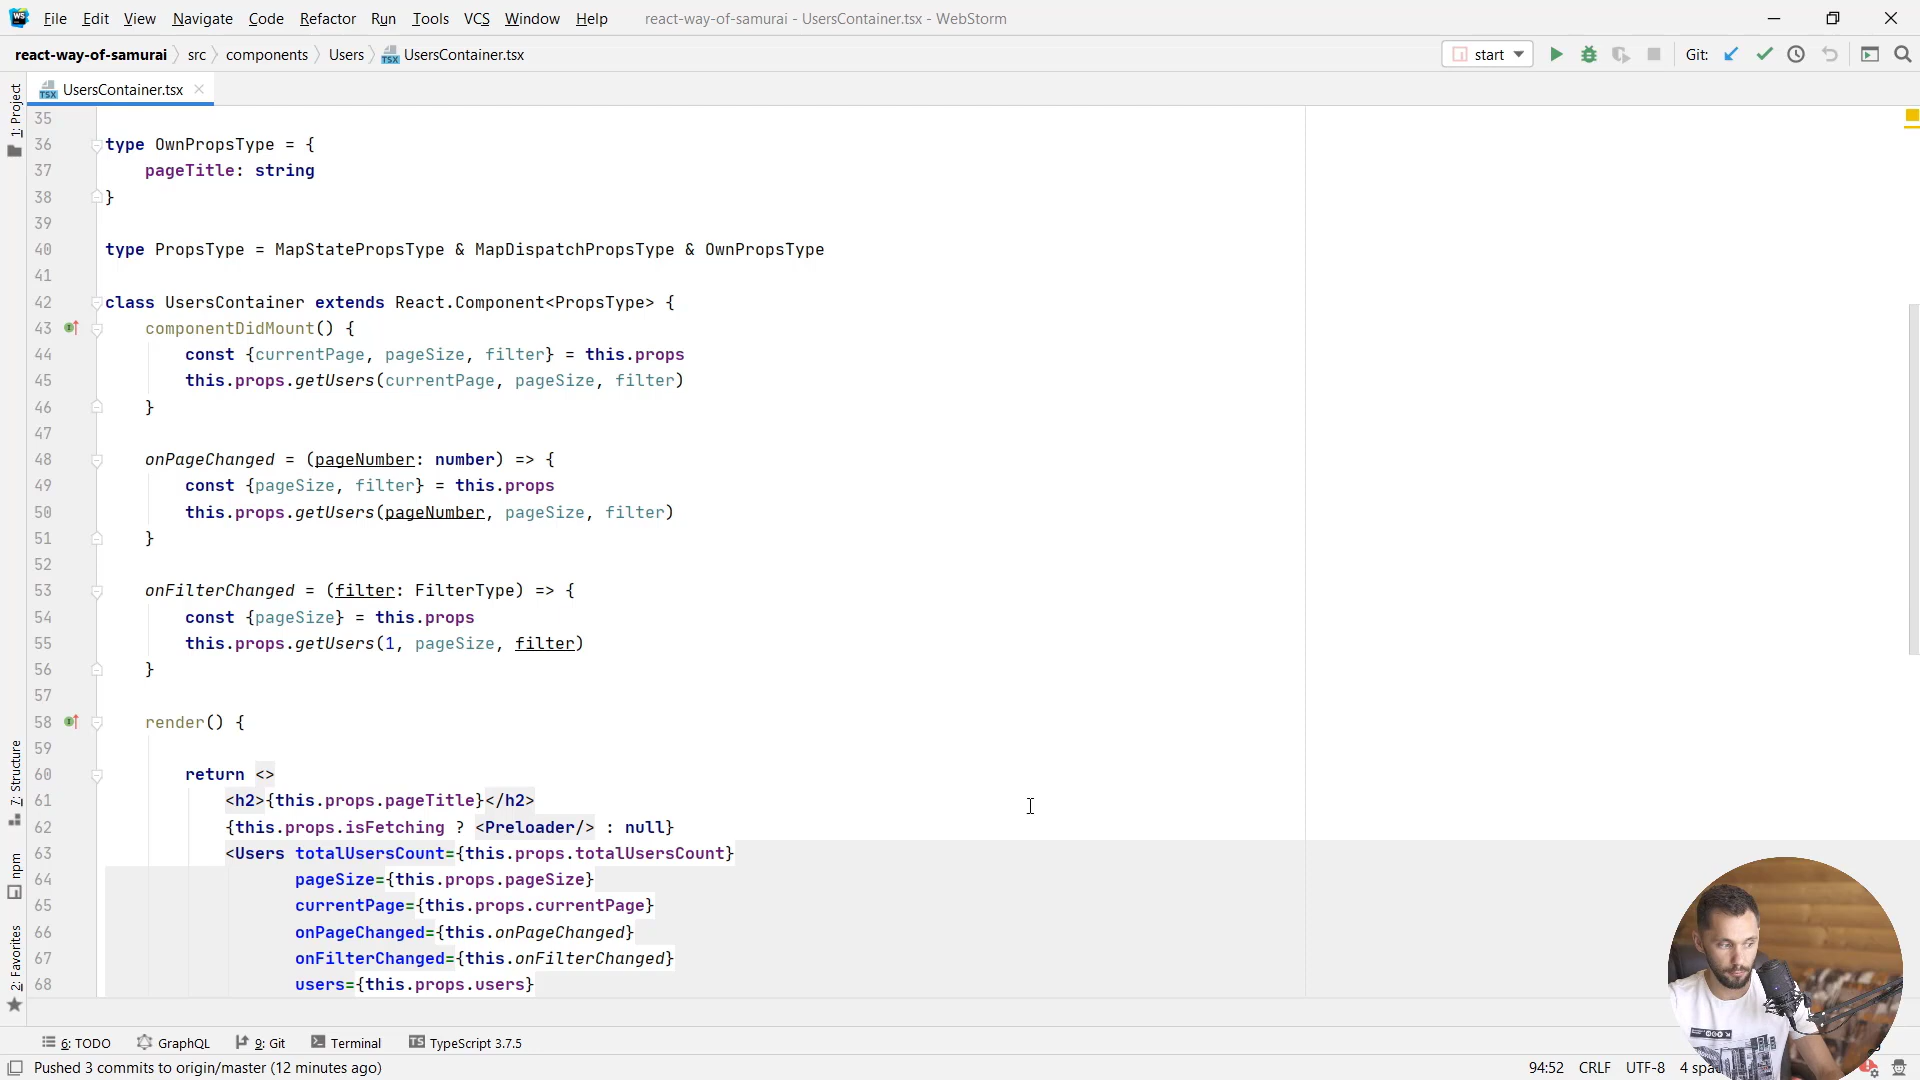 File Edit View Navigate Code Refactor Run Tools VCS Window Help react-way-of-samurai - UsersContainer.tsx - WebStorm
react-way-of-samurai src components Users UsersContainer.tsx start Git:
UsersContainer.tsx
1: Project
7: Structure
npm
2: Favorites
35
36 type OwnPropsType = {
37 pageTitle: string
38 }
39
40 type PropsType = MapStatePropsType & MapDispatchPropsType & OwnPropsType
41
42 class UsersContainer extends React.Component<PropsType> {
43 componentDidMount() {
44 const {currentPage, pageSize, filter} = this.props
45 this.props.getUsers(currentPage, pageSize, filter)
46 }
47
48 onPageChanged = (pageNumber: number) => {
49 const {pageSize, filter} = this.props
50 this.props.getUsers(pageNumber, pageSize, filter)
51 }
52
53 onFilterChanged = (filter: FilterType) => {
54 const {pageSize} = this.props
55 this.props.getUsers(1, pageSize, filter)
56 }
57
58 render() {
59
60 return <>
61 <h2>{this.props.pageTitle}</h2>
62 {this.props.isFetching ? <Preloader/> : null}
63 <Users totalUsersCount={this.props.totalUsersCount}
64 pageSize={this.props.pageSize}
65 currentPage={this.props.currentPage}
66 onPageChanged={this.onPageChanged}
67 onFilterChanged={this.onFilterChanged}
68 users={this.props.users}
6: TODO GraphQL 9: Git Terminal TypeScript 3.7.5
Pushed 3 commits to origin/master (12 minutes ago) 94:52 CRLF UTF-8 4 spa